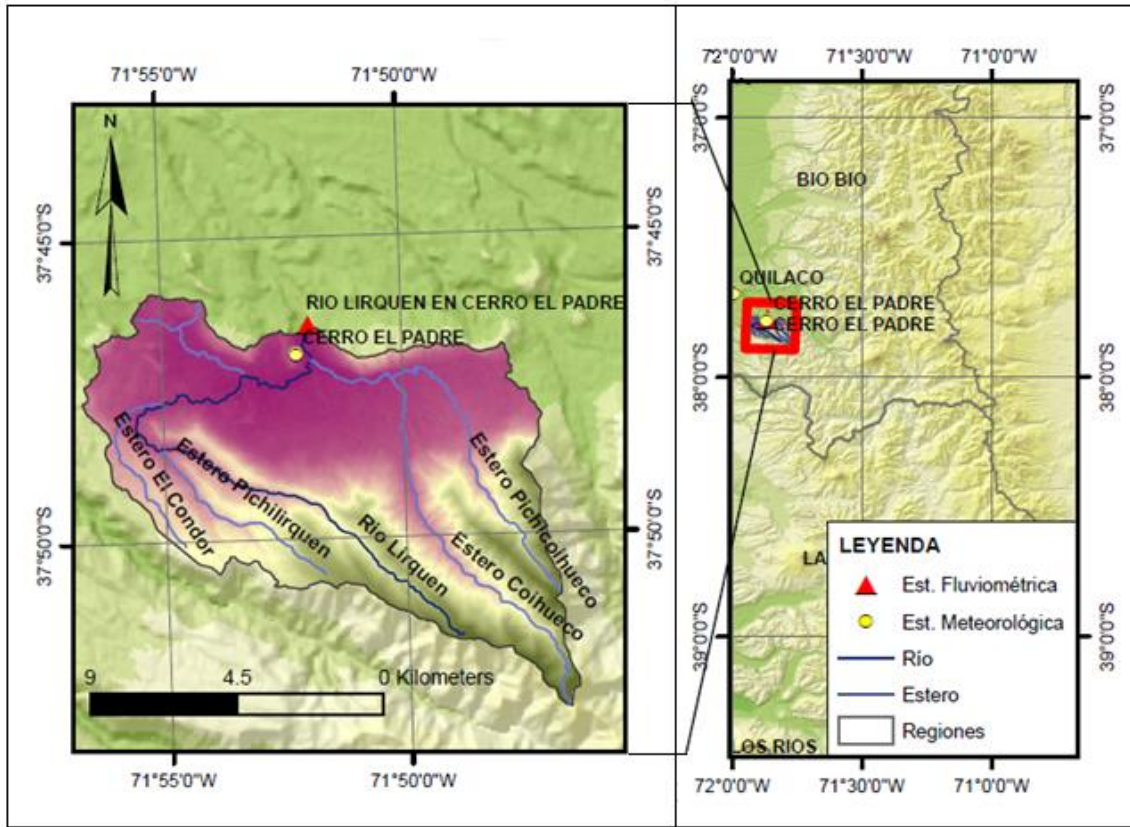 71°55'0"W
71°50'0"W
N
37°45'0"S
37°45'0"S
RIO LIRQUEN EN CERRO EL PADRE
CERRO EL PADRE
Estero El Condor
Estero Pichilirquen
Rio Lirquen
Estero Coihueco
Estero Pichicoihueco
37°50'0"S
37°50'0"S
9
4.5
0 Kilometers
71°55'0"W
71°50'0"W
72°0'0"W
71°30'0"W
71°0'0"W
37°0'0"S
37°0'0"S
BIO BIO
QUILACO
CERRO EL PADRE
CERRO EL PADRE
38°0'0"S
38°0'0"S
LA
39°0'0"S
39°0'0"S
LOS RIOS
LEYENDA
Est. Fluviométrica
Est. Meteorológica
Río
Estero
Regiones
72°0'0"W
71°30'0"W
71°0'0"W